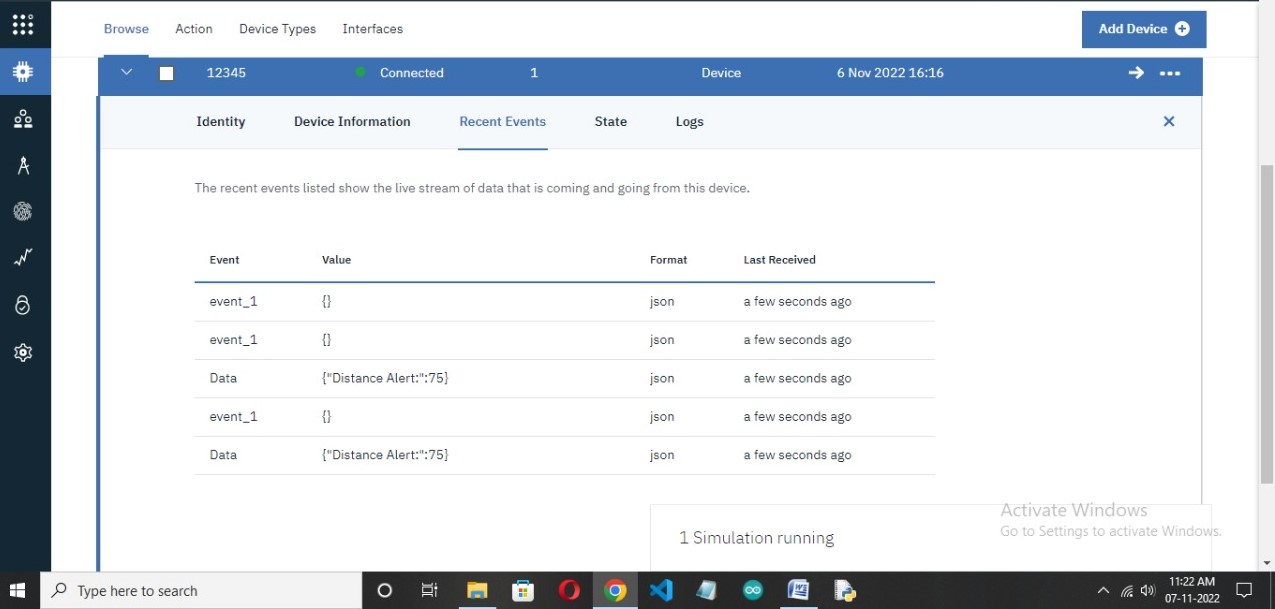 Browse Action Device Types Interfaces Add Device
12345 Connected 1 Device 6 Nov 2022 16:16
Identity Device Information Recent Events State Logs
The recent events listed show the live stream of data that is coming and going from this device.
Event Value Format Last Received
event_1 {} json a few seconds ago
event_1 {} json a few seconds ago
Data {"Distance Alert:":75} json a few seconds ago
event_1 {} json a few seconds ago
Data {"Distance Alert:":75} json a few seconds ago
Activate Windows
Go to Settings to activate Windows.
1 Simulation running
Type here to search
11:22 AM
07-11-2022